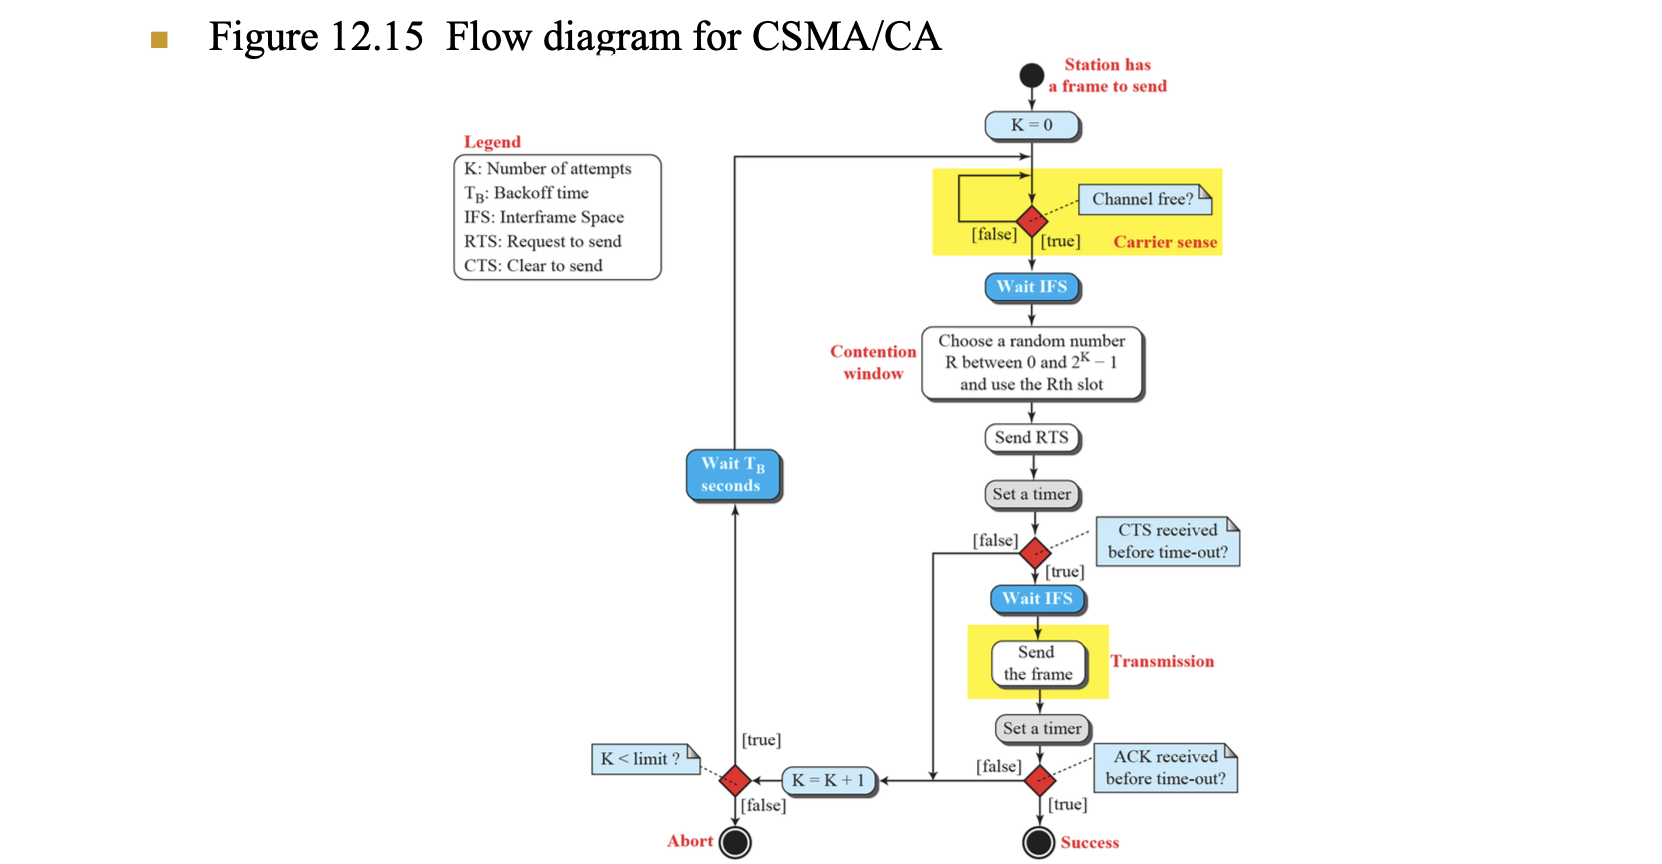 Figure 12.15 Flow diagram for CSMA/CA
Station has
a frame to send
K = 0
Legend
K: Number of attempts
TB: Backoff time
IFS: Interframe Space
RTS: Request to send
CTS: Clear to send
Channel free?
[false]
[true]
Carrier sense
Wait IFS
Contention
window
Choose a random number
R between 0 and 2^K – 1
and use the Rth slot
Send RTS
Wait TB
seconds
Set a timer
CTS received
before time-out?
[false]
[true]
Wait IFS
Send
the frame
Transmission
Set a timer
[true]
K < limit ?
K = K + 1
[false]
ACK received
before time-out?
[false]
[true]
Abort
Success